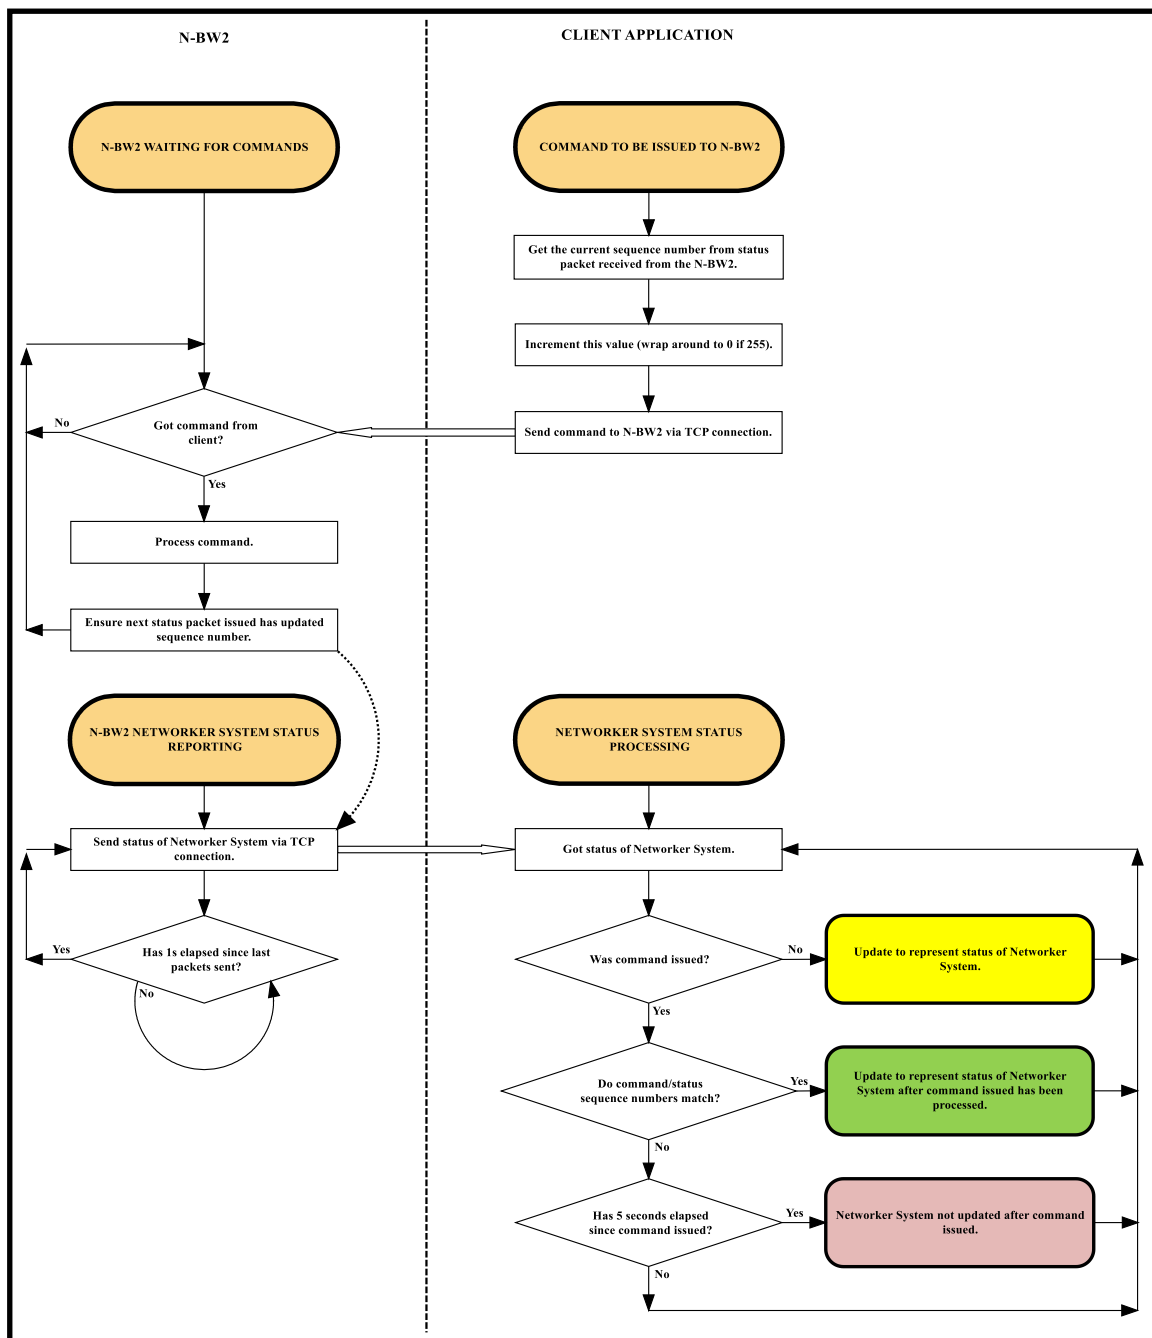 N-BW2
CLIENT APPLICATION
N-BW2 WAITING FOR COMMANDS
COMMAND TO BE ISSUED TO N-BW2
Get the current sequence number from status
packet received from the N-BW2.
Increment this value (wrap around to 0 if 255).
No
Got command from
client?
Send command to N-BW2 via TCP connection.
Yes
Process command.
Ensure next status packet issued has updated
sequence number.
N-BW2 NETWORKER SYSTEM STATUS
REPORTING
NETWORKER SYSTEM STATUS
PROCESSING
Send status of Networker System via TCP
connection.
Got status of Networker System.
Yes
Has 1s elapsed since last
packets sent?
No
Was command issued?
No
Update to represent status of Networker
System.
Yes
Do command/status
sequence numbers match?
Yes
Update to represent status of Networker
System after command issued has been
processed.
No
Has 5 seconds elapsed
since command issued?
Yes
Networker System not updated after command
issued.
No